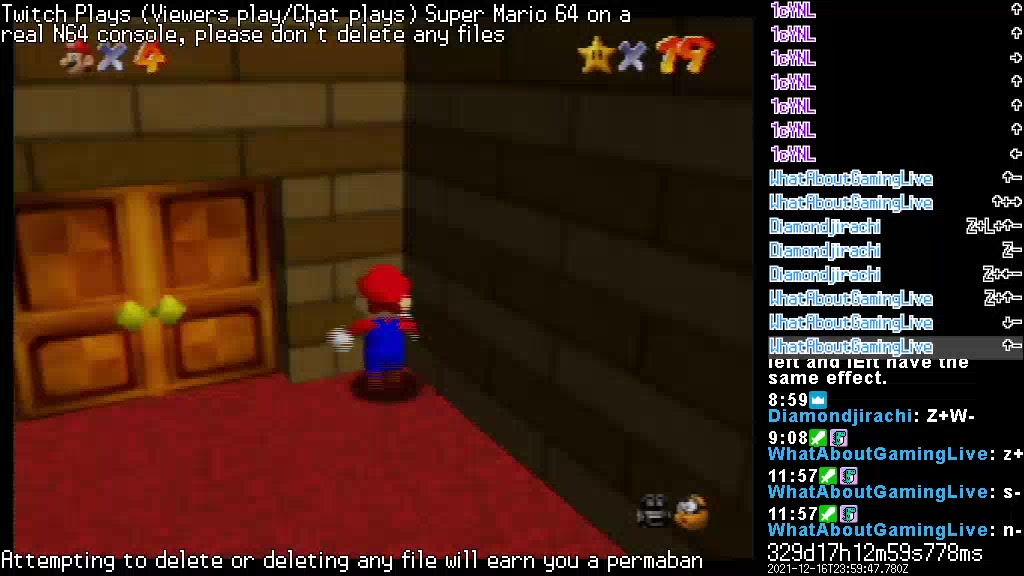 Twitch Plays (Viewers play/Chat plays) Super Mario 64 on a
real N64 console, please don't delete any files
4
19
1cYNL ↑
1cYNL ↑
1cYNL →
1cYNL ↑
1cYNL ↑
1cYNL ↑
1cYNL ←
WhatAboutGamingLive ↑-
WhatAboutGamingLive ↑+→
Diamondjirachi Z+L+↑-
Diamondjirachi Z-
Diamondjirachi Z+←-
WhatAboutGamingLive Z+↑-
WhatAboutGamingLive ↓-
WhatAboutGamingLive ↑-
left and lEft have the
same effect.
8:59
Diamondjirachi: Z+W-
9:08
WhatAboutGamingLive: z+
11:57
WhatAboutGamingLive: s-
11:57
WhatAboutGamingLive: n-
329d17h12m59s778ms
2021-12-16T23:59:47.780Z
Attempting to delete or deleting any file will earn you a permaban